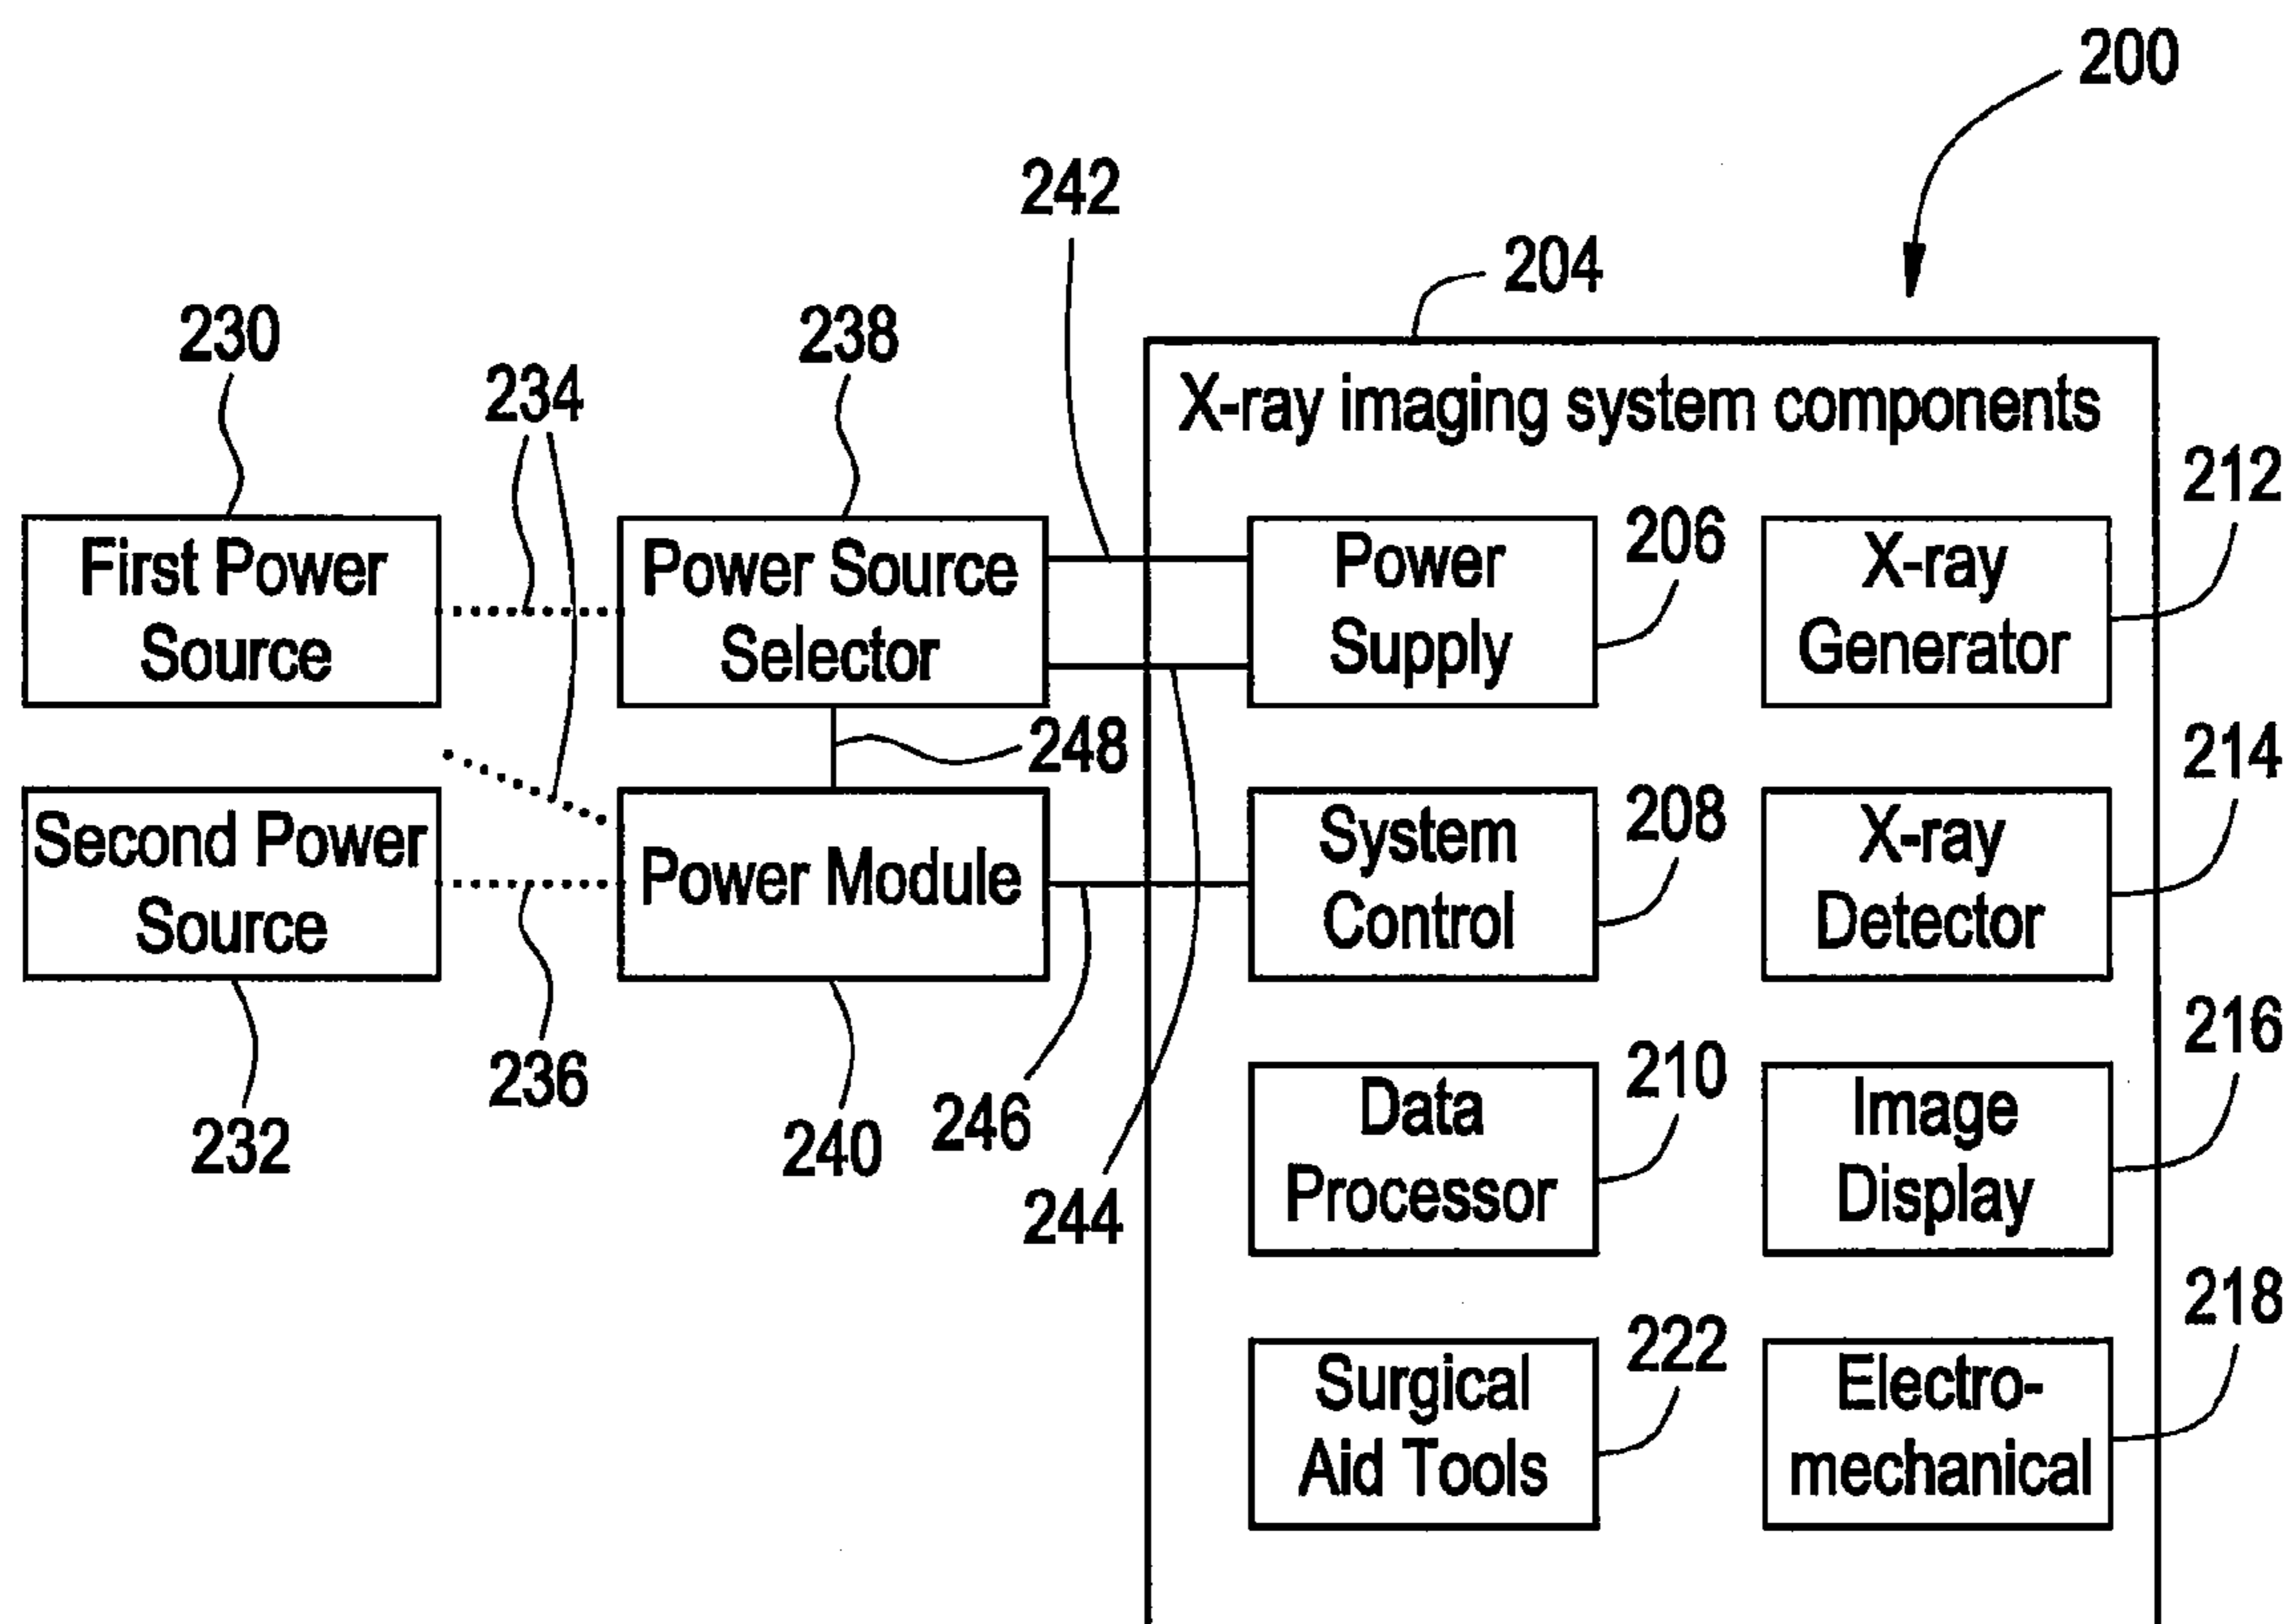 200
242
204
230
234
238
X-ray imaging system components
212
First Power
Source
Power Source
Selector
Power
Supply
206
X-ray
Generator
248
214
Second Power
Source
Power Module
System
Control
208
X-ray
Detector
216
236
232
240
246
244
Data
Processor
210
Image
Display
218
Surgical
Aid Tools
222
Electro-
mechanical